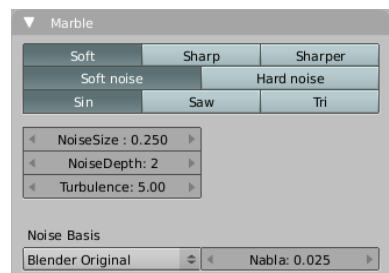 Marble
Soft Sharp Sharper
Soft noise Hard noise
Sin Saw Tri
NoiseSize : 0.250
NoiseDepth: 2
Turbulence: 5.00
Noise Basis
Blender Original Nabla: 0.025